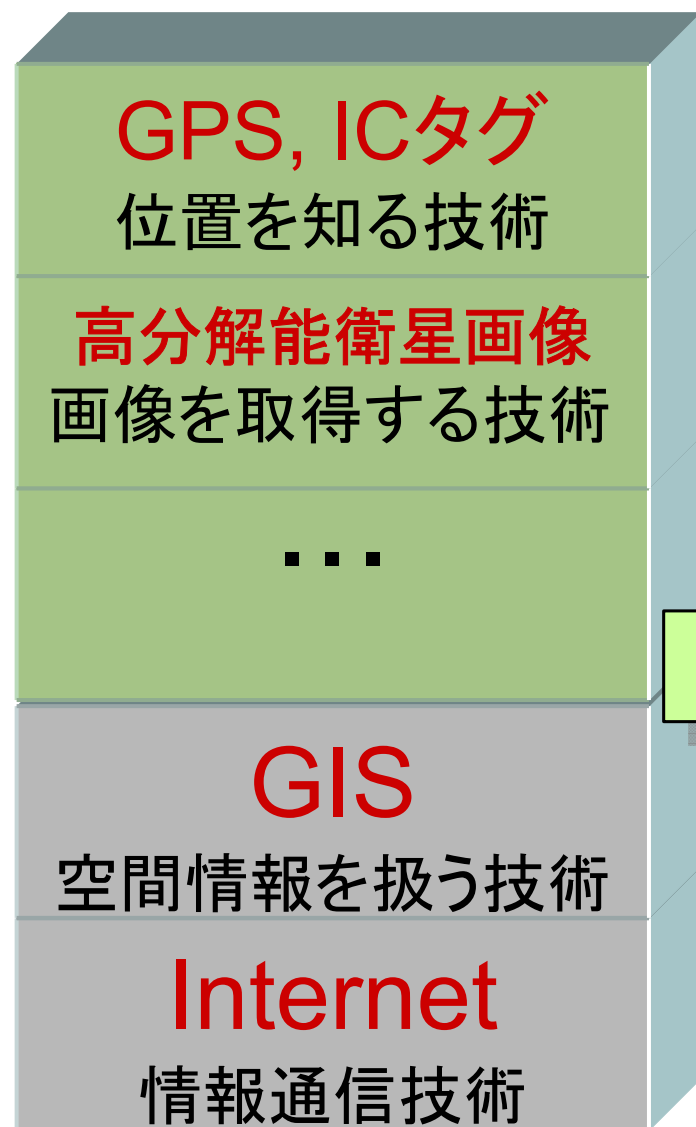 GPS, ICタグ
位置を知る技術
高分解能衛星画像
画像を取得する技術
・・・
GIS
空間情報を扱う技術
Internet
情報通信技術